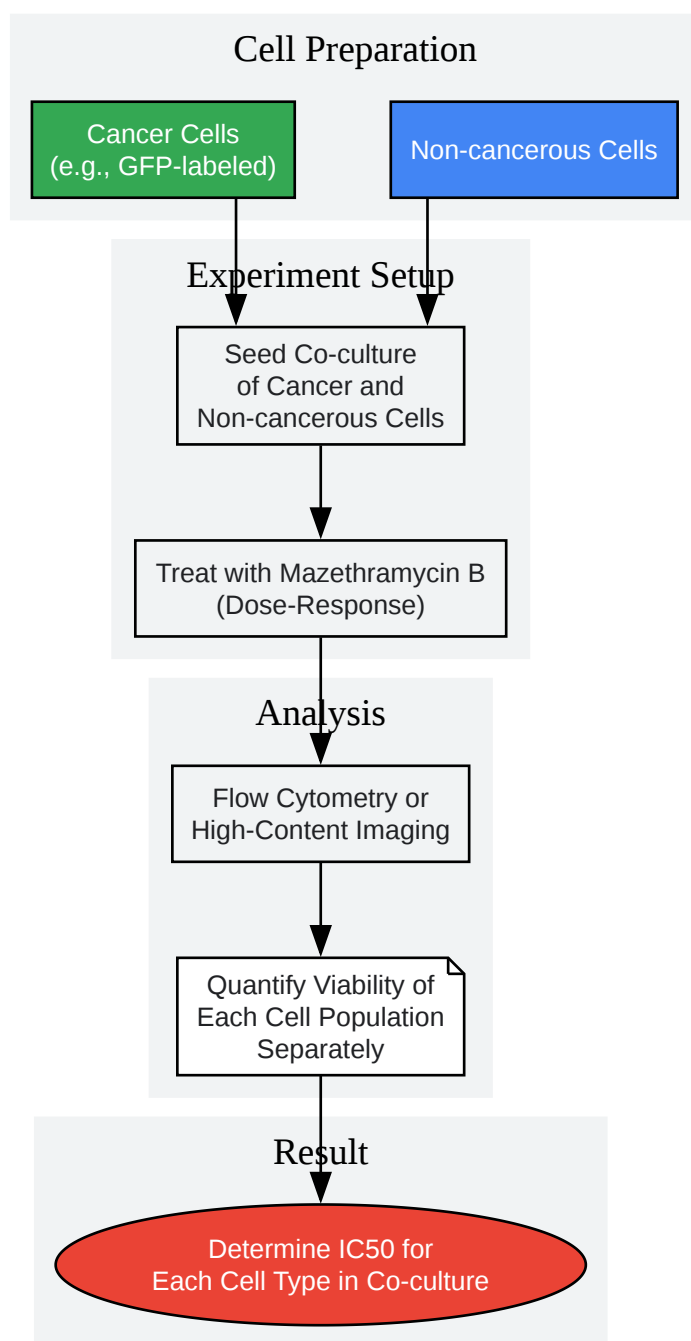 Cell Preparation
Cancer Cells
(e.g., GFP-labeled)
Non-cancerous Cells
Experiment Setup
Seed Co-culture
of Cancer and
Non-cancerous Cells
Treat with Mazethramycin B
(Dose-Response)
Analysis
Flow Cytometry or
High-Content Imaging
Quantify Viability of
Each Cell Population
Separately
Result
Determine IC50 for
Each Cell Type in Co-culture